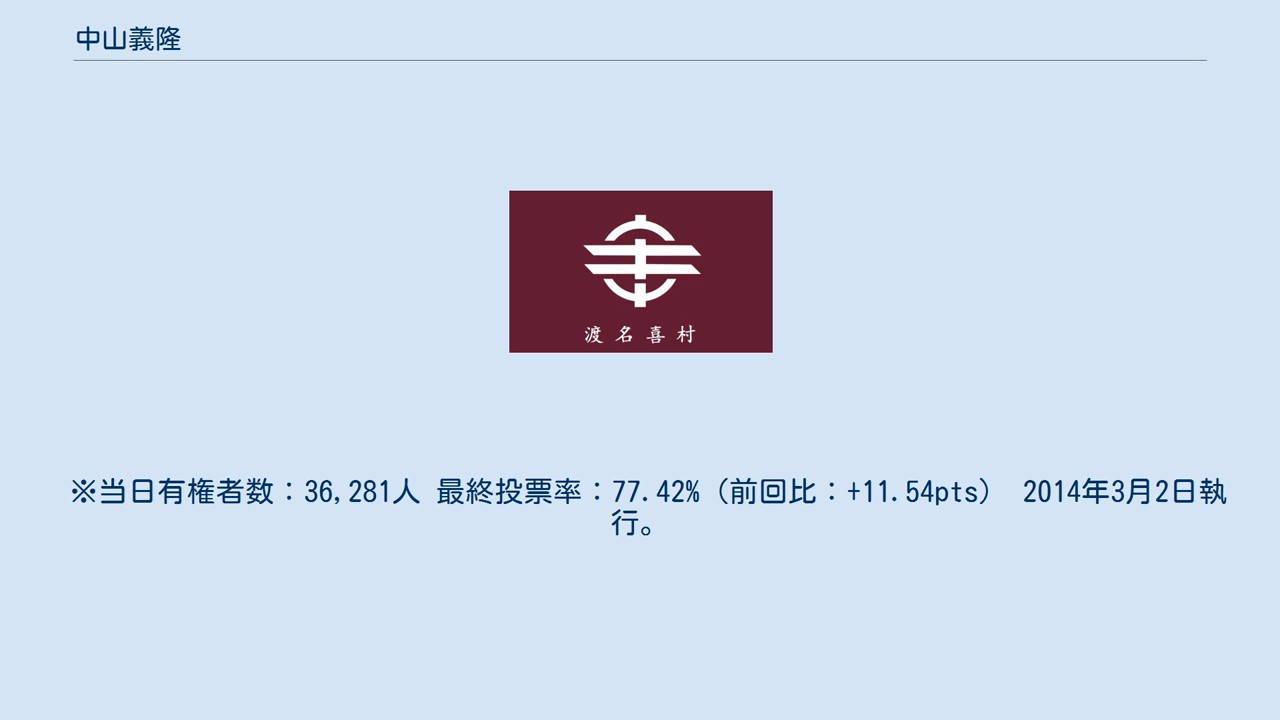 中山義隆
渡名喜村
※当日有権者数：36,281人 最終投票率：77.42%（前回比：+11.54pts） 2014年3月2日執
行。